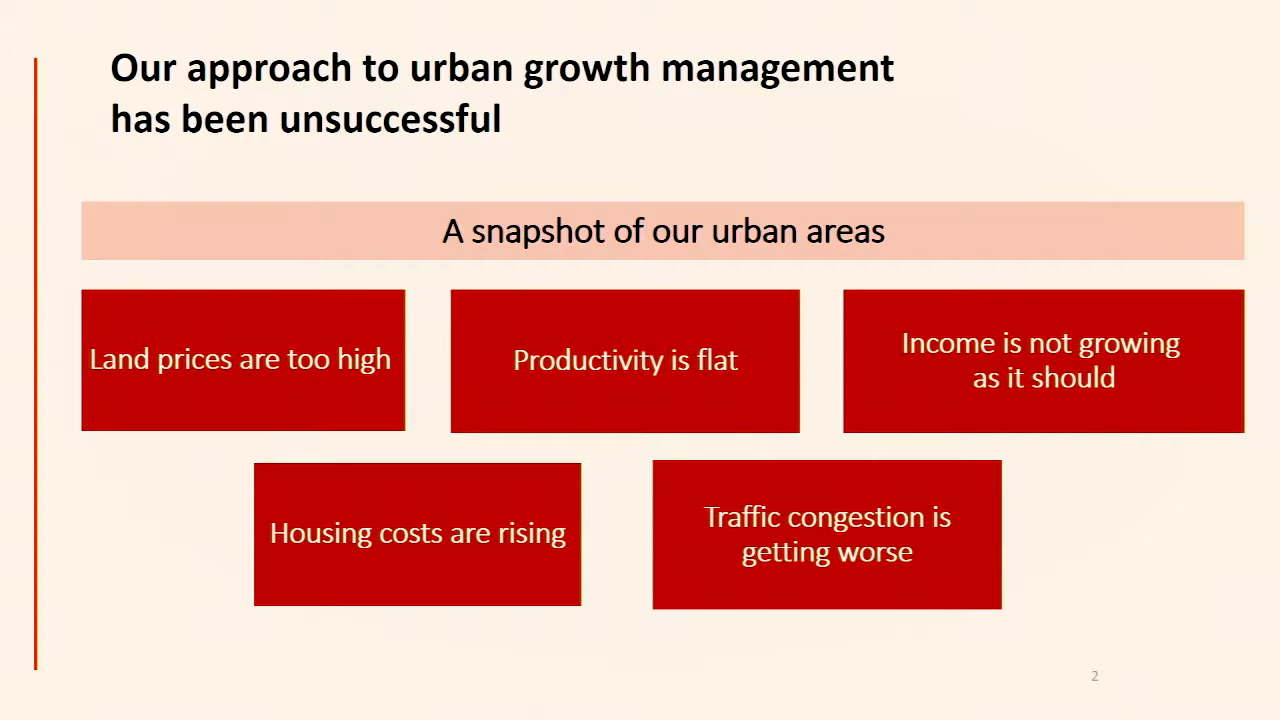 Our approach to urban growth management
has been unsuccessful
A snapshot of our urban areas
Land prices are too high
Productivity is flat
Income is not growing
as it should
Housing costs are rising
Traffic congestion is
getting worse
2